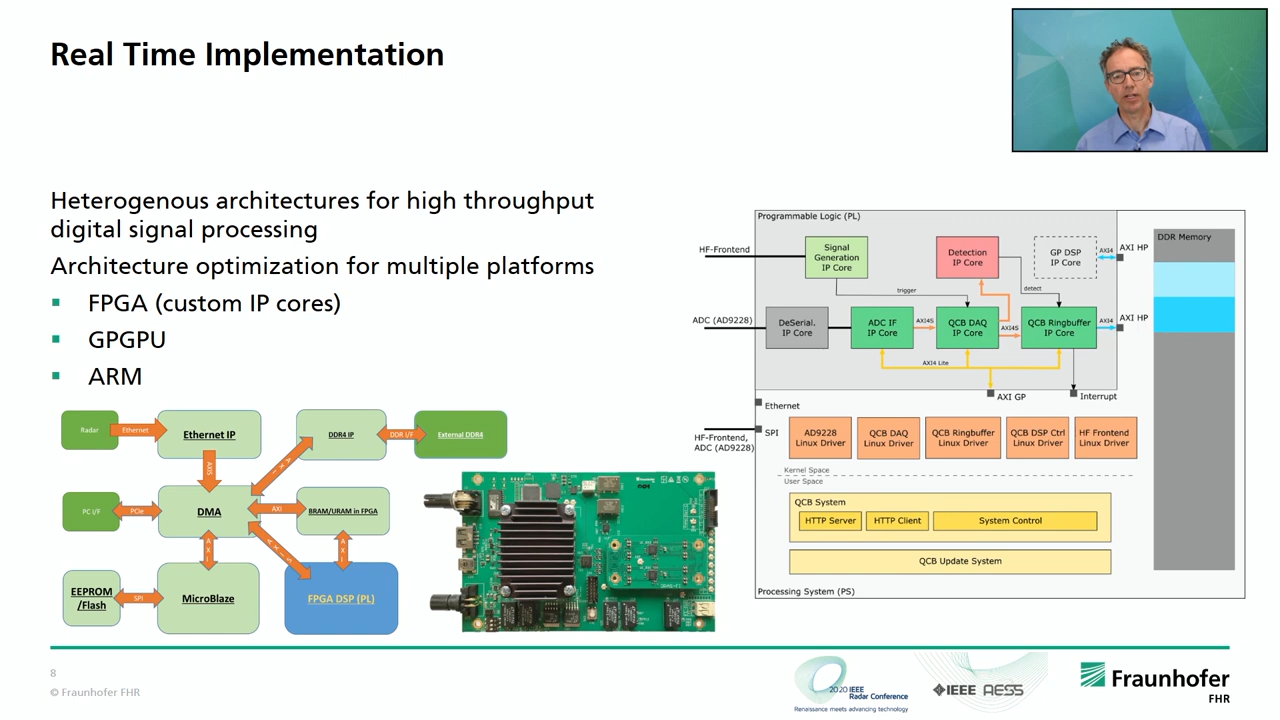 Real Time Implementation
Heterogenous architectures for high throughput
digital signal processing
Architecture optimization for multiple platforms
FPGA (custom IP cores)
GPGPU
ARM
Radar
Ethernet
Ethernet IP
DDR4 IP
DDR I/F
External DDR4
AXIS
AXI
PC I/F
PCIe
DMA
AXI
BRAM/URAM in FPGA
AXI
AXIS
AXI
EEPROM
/Flash
SPI
MicroBlaze
FPGA DSP (PL)
Programmable Logic (PL)
HF-Frontend
Signal
Generation
IP Core
Detection
IP Core
GP DSP
IP Core
AXI4
AXI HP
DDR Memory
trigger
detect
ADC (AD9228)
DeSerial.
IP Core
ADC IF
IP Core
AXI4S
QCB DAQ
IP Core
AXI4S
QCB Ringbuffer
IP Core
AXI4
AXI HP
AXI4 Lite
AXI GP
Interrupt
Ethernet
SPI
HF-Frontend,
ADC (AD9228)
AD9228
Linux Driver
QCB DAQ
Linux Driver
QCB Ringbuffer
Linux Driver
QCB DSP Ctrl
Linux Driver
HF Frontend
Linux Driver
Kernel Space
User Space
QCB System
HTTP Server
HTTP Client
System Control
QCB Update System
Processing System (PS)
8
© Fraunhofer FHR
2020 IEEE
Radar Conference
Renaissance meets advancing technology
IEEE AESS
Fraunhofer
FHR